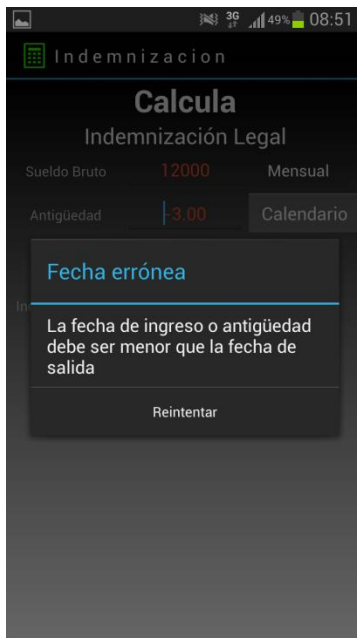 3G 49% 08:51
Indemnizacion
Calcula
Indemnización Legal
Sueldo Bruto 12000 Mensual
Antigüedad -3.00 Calendario
In
Fecha errónea
La fecha de ingreso o antigüedad
debe ser menor que la fecha de
salida
Reintentar